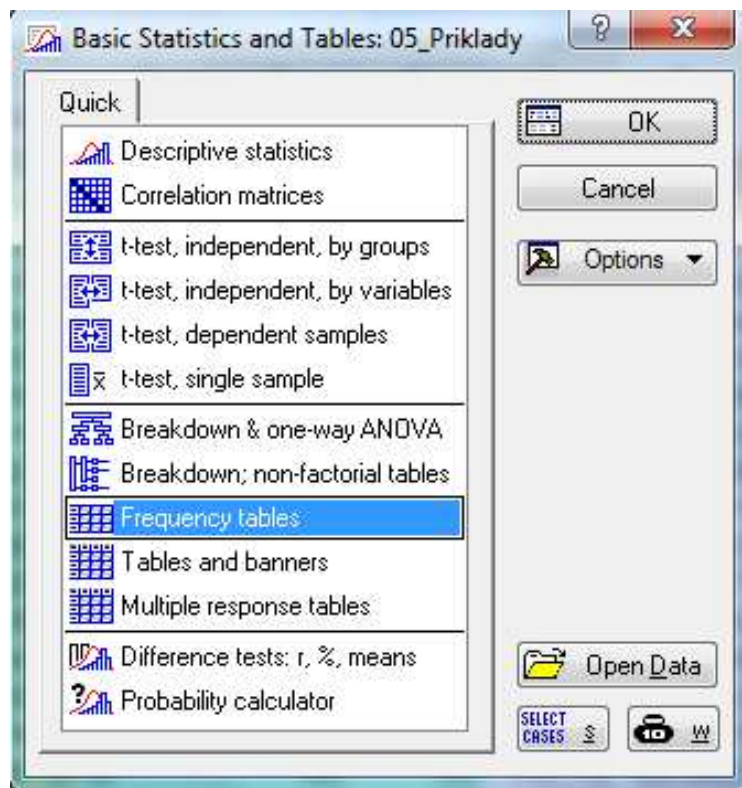 Basic Statistics and Tables: 05_Priklady
?
Quick
Descriptive statistics
Correlation matrices
t-test, independent, by groups
t-test, independent, by variables
t-test, dependent samples
x t-test, single sample
Breakdown & one-way ANOVA
Breakdown; non-factorial tables
Frequency tables
Tables and banners
Multiple response tables
Difference tests: r, %, means
? Probability calculator
OK
Cancel
Options
Open Data
SELECT
CASES S
10 W